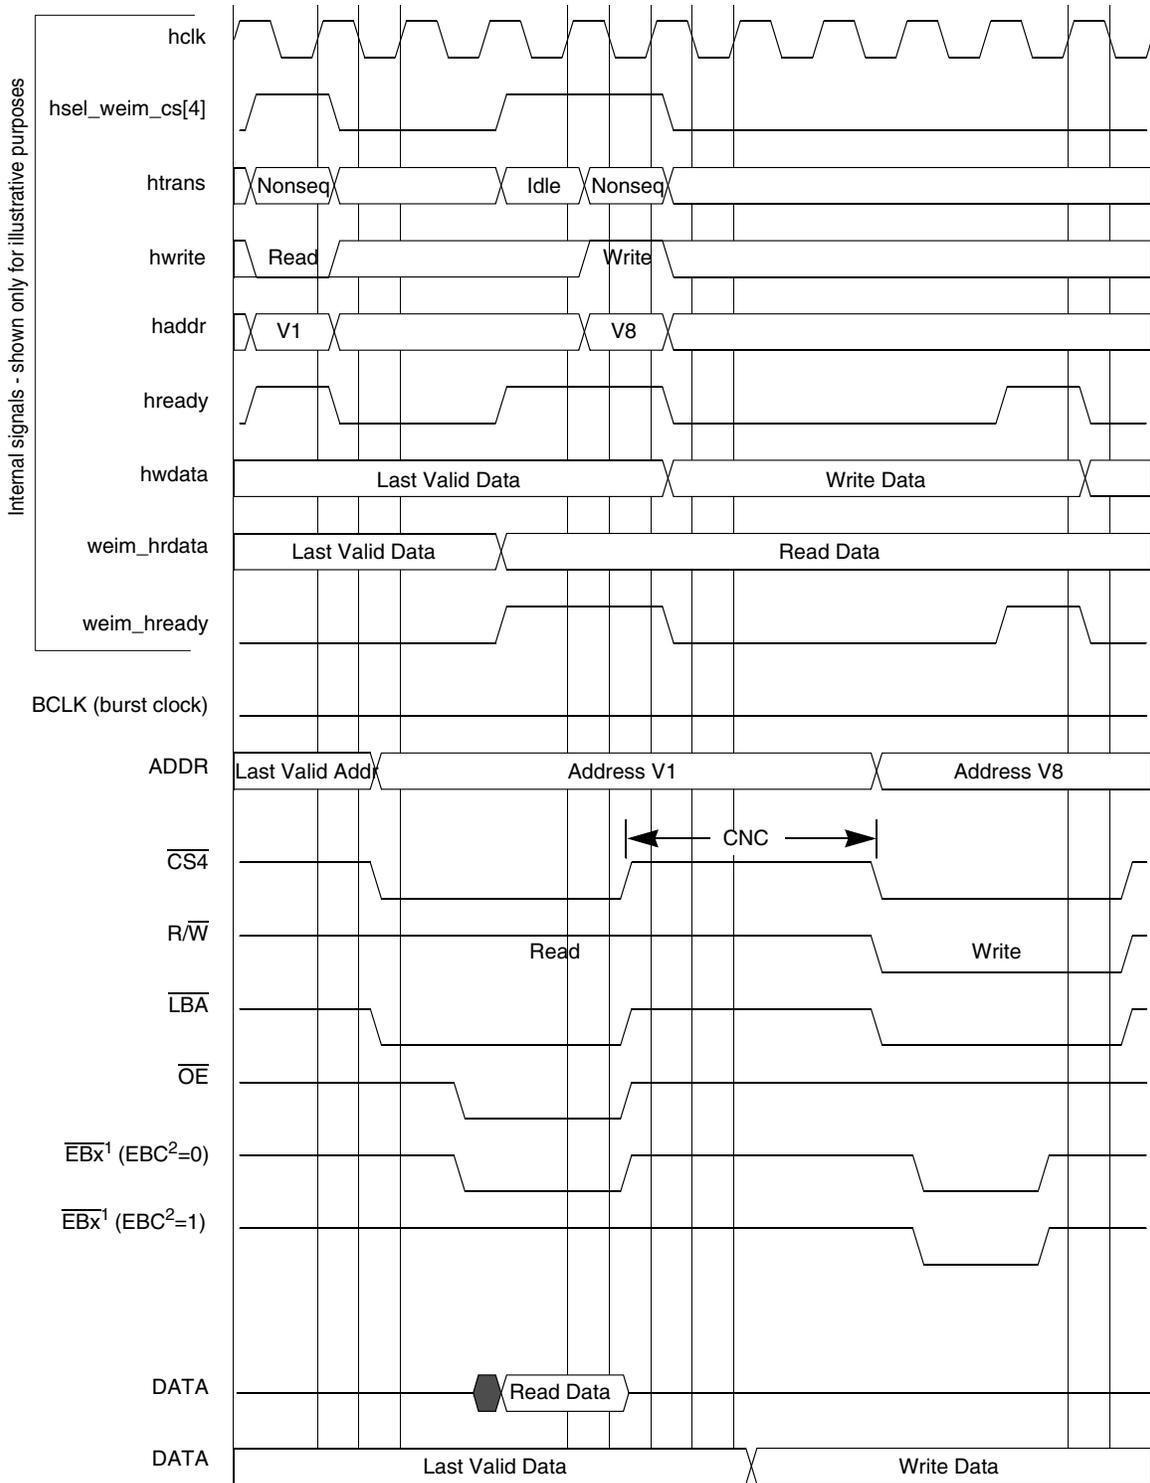 Internal signals - shown only for illustrative purposes
hclk
hsel_weim_cs[4]
htrans Nonseq Idle Nonseq
hwrite Read Write
haddr V1 V8
hready
hwdata Last Valid Data Write Data
weim_hrdata Last Valid Data Read Data
weim_hready
BCLK (burst clock)
ADDR Last Valid Addr Address V1 Address V8
CNC
CS4
R/W Read Write
LBA
OE
EBx¹ (EBC²=0)
EBx¹ (EBC²=1)
DATA Read Data
DATA Last Valid Data Write Data